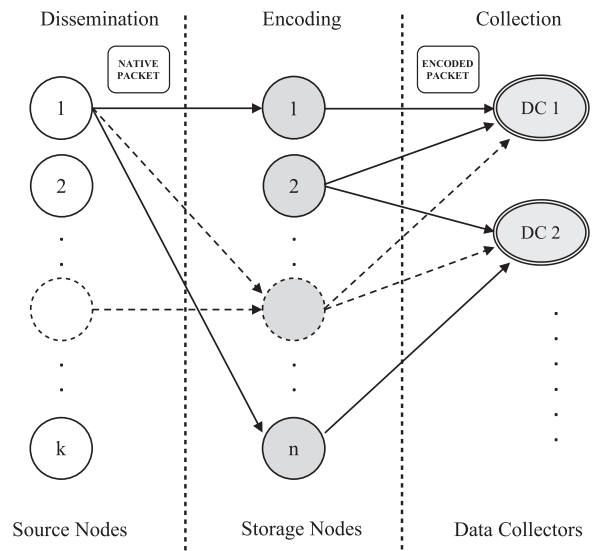 Dissemination
Encoding
Collection
NATIVE
PACKET
ENCODED
PACKET
1
1
DC 1
2
2
DC 2
k
n
Source Nodes
Storage Nodes
Data Collectors